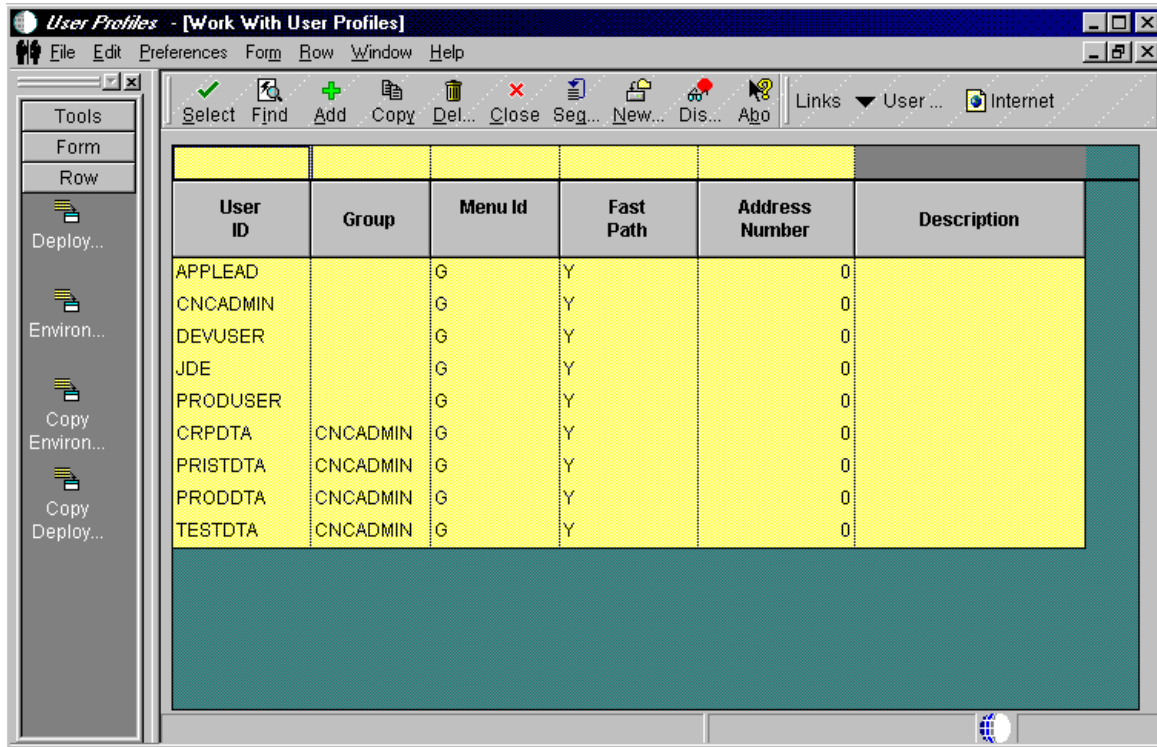 User Profiles - [Work With User Profiles]
File Edit Preferences Form Row Window Help
Select Find Add Copy Del... Close Seq... New... Dis... Abo Links User ... Internet
Tools
Form
Row
Deploy...
Environ...
Copy
Environ...
Copy
Deploy...
User ID Group Menu Id Fast Path Address Number Description
APPLEAD G Y 0
CNCADMIN G Y 0
DEVUSER G Y 0
JDE G Y 0
PRODUSER G Y 0
CRPDTA CNCADMIN G Y 0
PRISTDTA CNCADMIN G Y 0
PRODDTA CNCADMIN G Y 0
TESTDTA CNCADMIN G Y 0